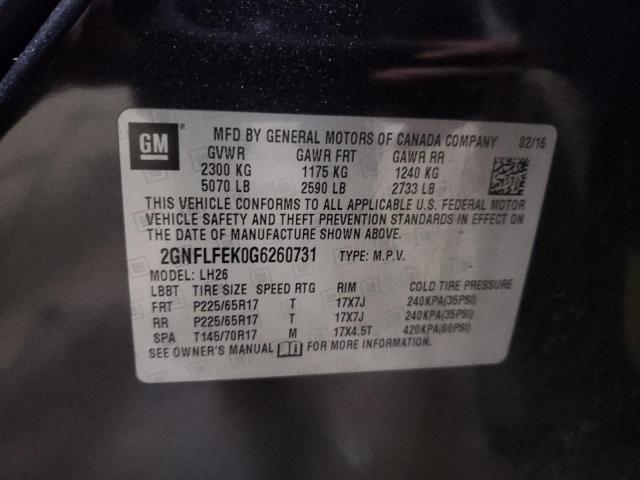 GM
MFD BY GENERAL MOTORS OF CANADA COMPANY 02/16
GVWR GAWR FRT GAWR RR
2300 KG 1175 KG 1240 KG
5070 LB 2590 LB 2733 LB
THIS VEHICLE CONFORMS TO ALL APPLICABLE U.S. FEDERAL MOTOR
VEHICLE SAFETY AND THEFT PREVENTION STANDARDS IN EFFECT ON
THE DATE OF MANUFACTURE SHOWN ABOVE.
2GNFLFEK0G6260731 TYPE: M.P.V.
MODEL: LH26
LBBT TIRE SIZE SPEED RTG RIM COLD TIRE PRESSURE
FRT P225/65R17 T 17X7J 240KPA(35PSI)
RR P225/65R17 T 17X7J 240KPA(35PSI)
SPA T145/70R17 M 17X4.5T 420KPA(60PSI)
SEE OWNER'S MANUAL FOR MORE INFORMATION.